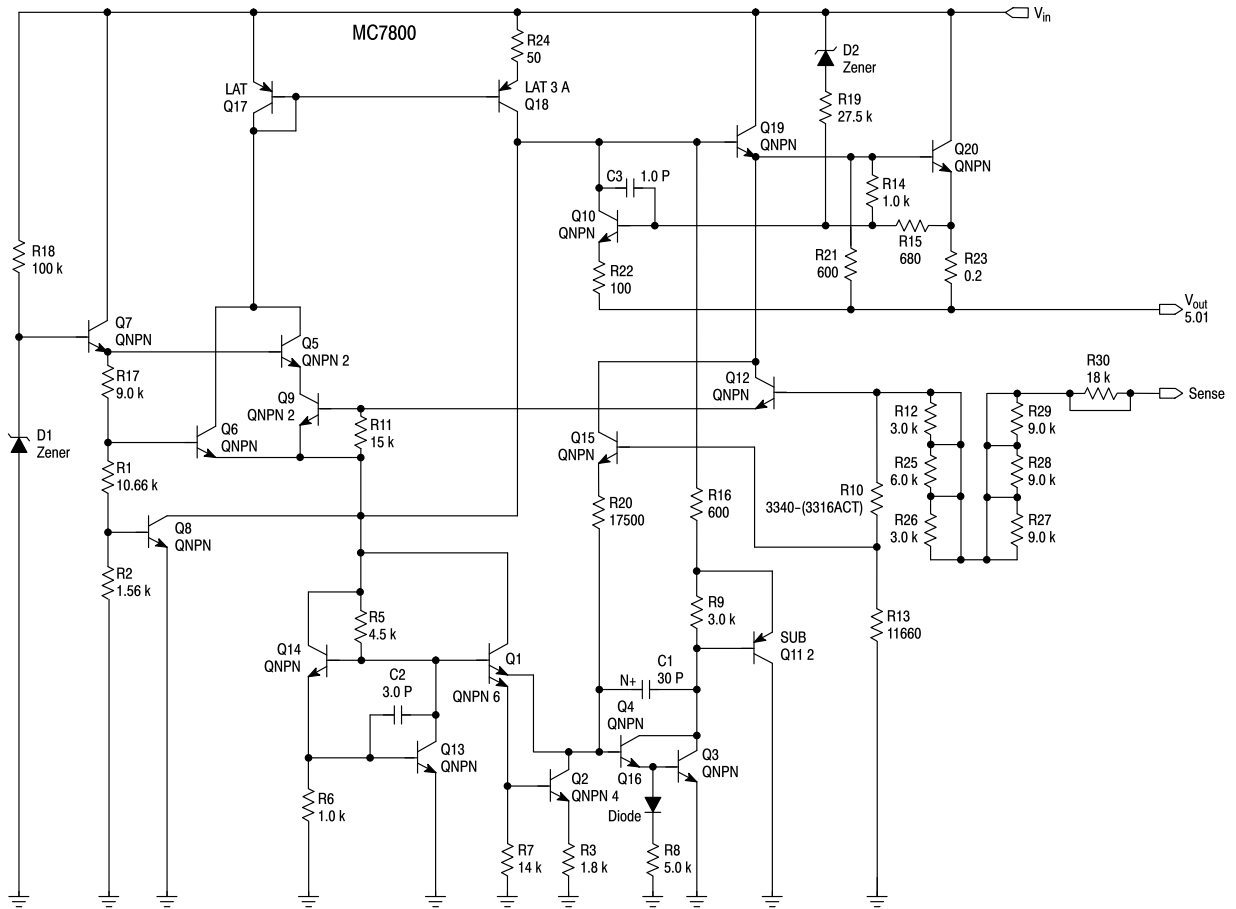 MC7800
Vin
R24
50
D2
Zener
LAT
Q17
LAT 3 A
Q18
R19
27.5 k
Q19
QNPN
Q20
QNPN
C3
1.0 P
R14
1.0 k
Q10
QNPN
R15
680
R18
100 k
R21
600
R23
0.2
R22
100
Vout
5.01
Q7
QNPN
Q5
QNPN 2
R30
18 k
R17
9.0 k
Q9
QNPN 2
Q12
QNPN
Sense
R12
3.0 k
R29
9.0 k
D1
Zener
Q6
QNPN
R11
15 k
Q15
QNPN
R1
10.66 k
R25
6.0 k
R28
9.0 k
R20
17500
R16
600
R10
3340-(3316ACT)
R26
3.0 k
R27
9.0 k
Q8
QNPN
R2
1.56 k
R5
4.5 k
R9
3.0 k
R13
11660
Q14
QNPN
Q1
QNPN 6
SUB
Q11 2
C2
3.0 P
N+
C1
30 P
Q4
QNPN
Q13
QNPN
Q2
QNPN 4
Q16
Q3
QNPN
Diode
R6
1.0 k
R7
14 k
R3
1.8 k
R8
5.0 k